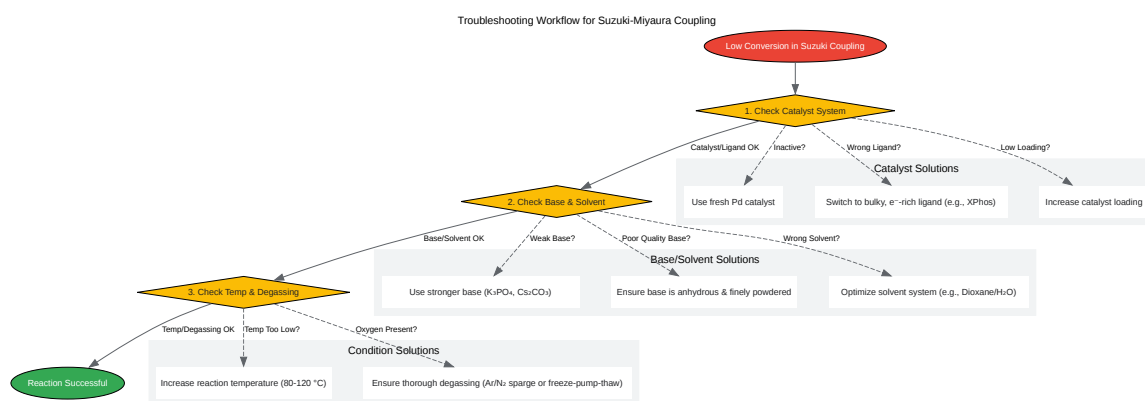 Troubleshooting Workflow for Suzuki-Miyaura Coupling
Low Conversion in Suzuki Coupling
1. Check Catalyst System
Catalyst/Ligand OK
Inactive?
Wrong Ligand?
Low Loading?
Catalyst Solutions
Use fresh Pd catalyst
Switch to bulky, e⁻-rich ligand (e.g., XPhos)
Increase catalyst loading
2. Check Base & Solvent
Base/Solvent OK
Weak Base?
Poor Quality Base?
Wrong Solvent?
Base/Solvent Solutions
Use stronger base (K₃PO₄, Cs₂CO₃)
Ensure base is anhydrous & finely powdered
Optimize solvent system (e.g., Dioxane/H₂O)
3. Check Temp & Degassing
Temp/Degassing OK
Temp Too Low?
Oxygen Present?
Condition Solutions
Reaction Successful
Increase reaction temperature (80-120 °C)
Ensure thorough degassing (Ar/N₂ sparge or freeze-pump-thaw)